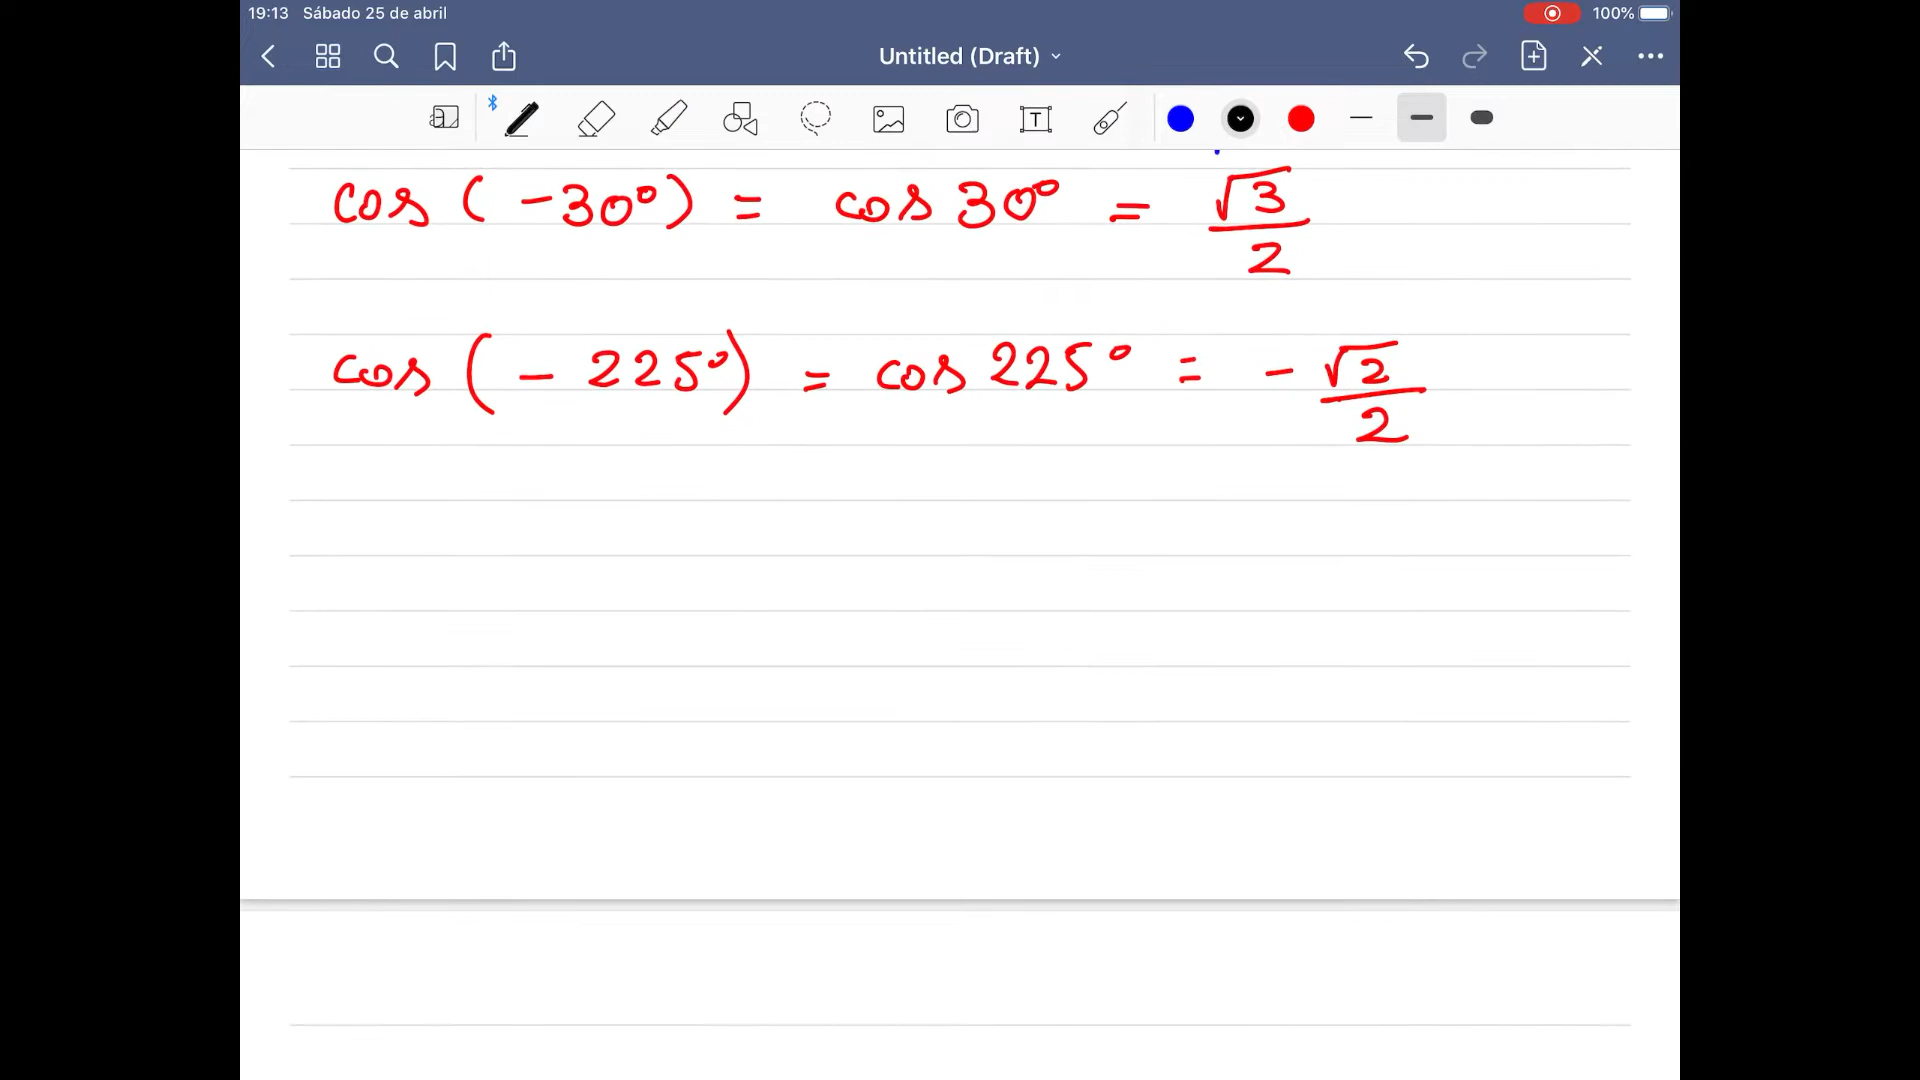 19:13 Sábado 25 de abril 100%
Untitled (Draft)
T
cos (-30°) = cos 30° = √3/2
cos (-225°) = cos 225° = -√2/2